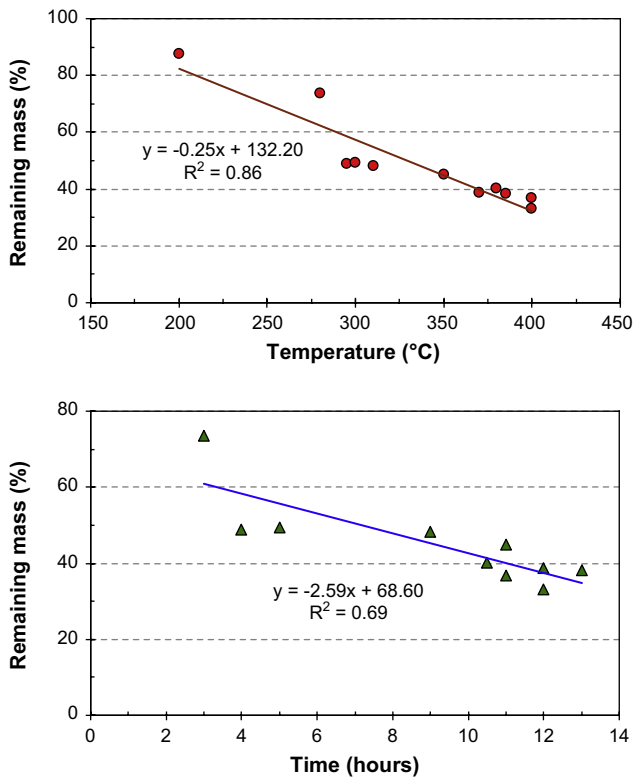 100
80
60
40
20
0
Remaining mass (%)
y = -0.25x + 132.20
R² = 0.86
150 200 250 300 350 400 450
Temperature (°C)
80
60
40
20
0
Remaining mass (%)
y = -2.59x + 68.60
R² = 0.69
0 2 4 6 8 10 12 14
Time (hours)